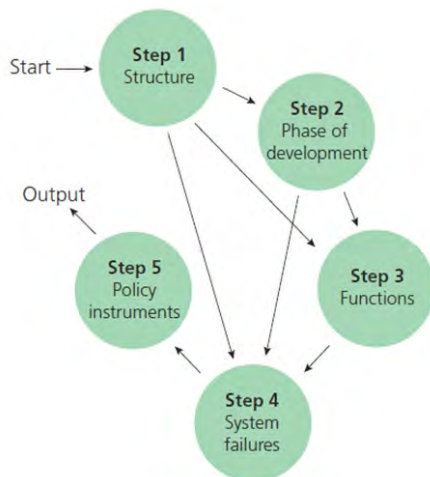 Start
Step 1
Structure
Step 2
Phase of
development
Step 3
Functions
Step 4
System
failures
Step 5
Policy
instruments
Output